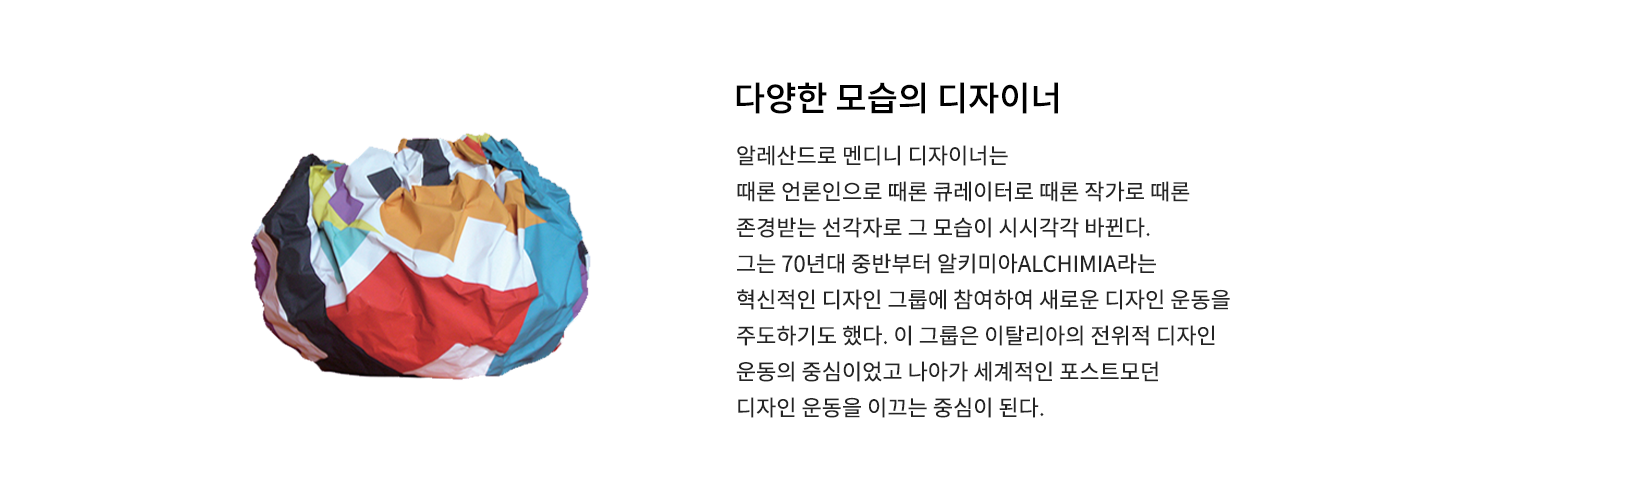 다양한 모습의 디자이너
알레산드로 멘디니 디자이너는
때론 언론인으로 때론 큐레이터로 때론 작가로 때론
존경받는 선각자로 그 모습이 시시각각 바뀐다.
그는 70년대 중반부터 알키미아ALCHIMIA라는
혁신적인 디자인 그룹에 참여하여 새로운 디자인 운동을
주도하기도 했다. 이 그룹은 이탈리아의 전위적 디자인
운동의 중심이었고 나아가 세계적인 포스트모던
디자인 운동을 이끄는 중심이 된다.